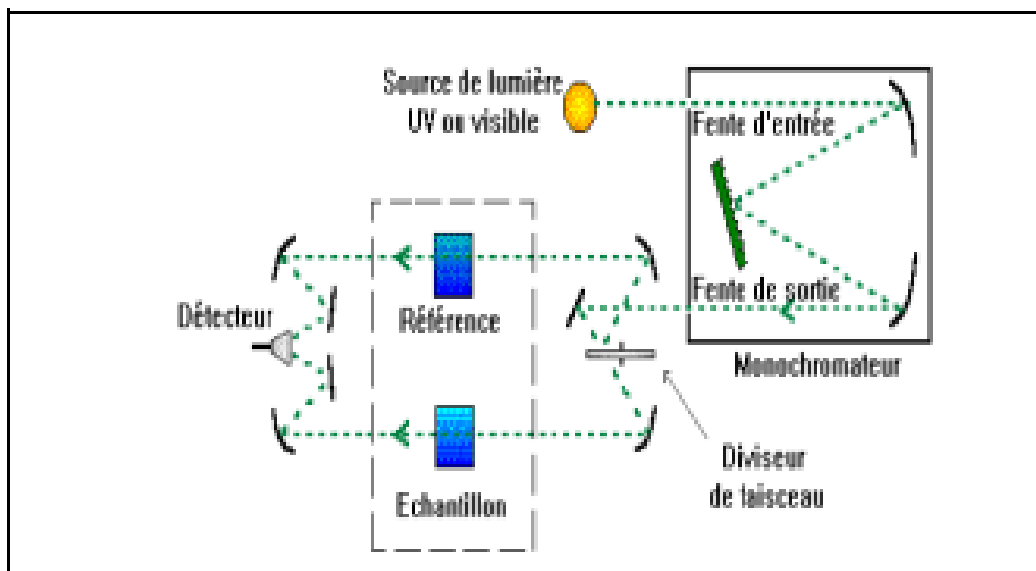 Source de lumière
UV ou visible
Fente d'entrée
Fente de sortie
Monochromateur
Détecteur
Référence
Echantillon
Diviseur
de faisceau